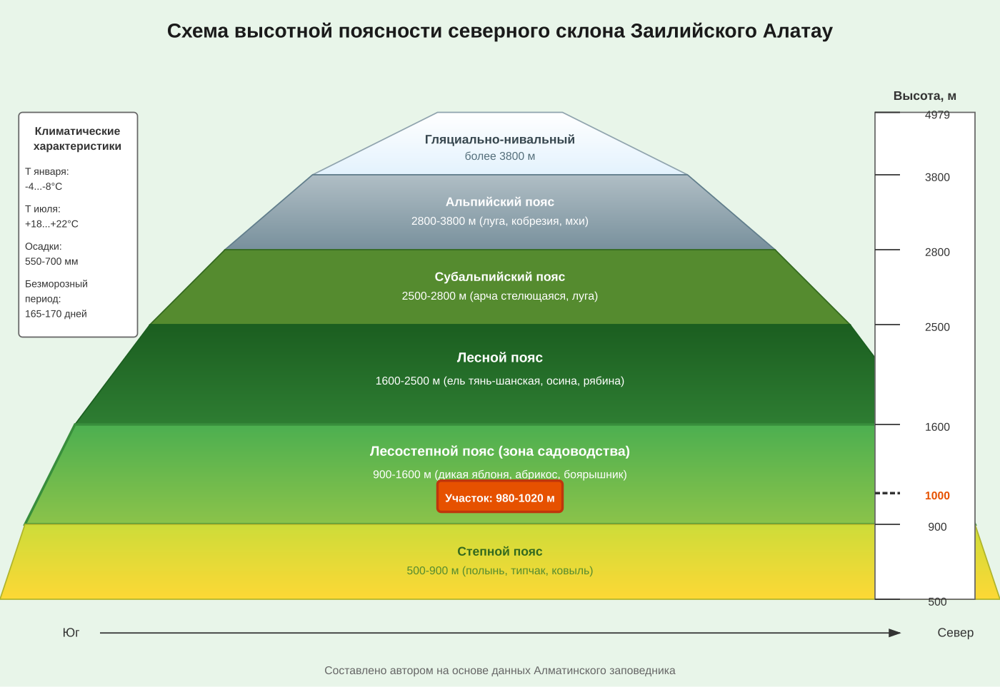 Схема высотной поясности северного склона Заилийского Алатау
Высота, м
Климатические
характеристики
Т января:
-4...-8°C
Т июля:
+18...+22°C
Осадки:
550-700 мм
Безморозный
период:
165-170 дней
Гляциально-нивальный
более 3800 м
Альпийский пояс
2800-3800 м (луга, кобрезия, мхи)
Субальпийский пояс
2500-2800 м (арча стелющаяся, луга)
Лесной пояс
1600-2500 м (ель тянь-шанская, осина, рябина)
Лесостепной пояс (зона садоводства)
900-1600 м (дикая яблоня, абрикос, боярышник)
Участок: 980-1020 м
Степной пояс
500-900 м (полынь, типчак, ковыль)
4979
3800
2800
2500
1600
1000
900
500
Юг
Север
Составлено автором на основе данных Алматинского заповедника